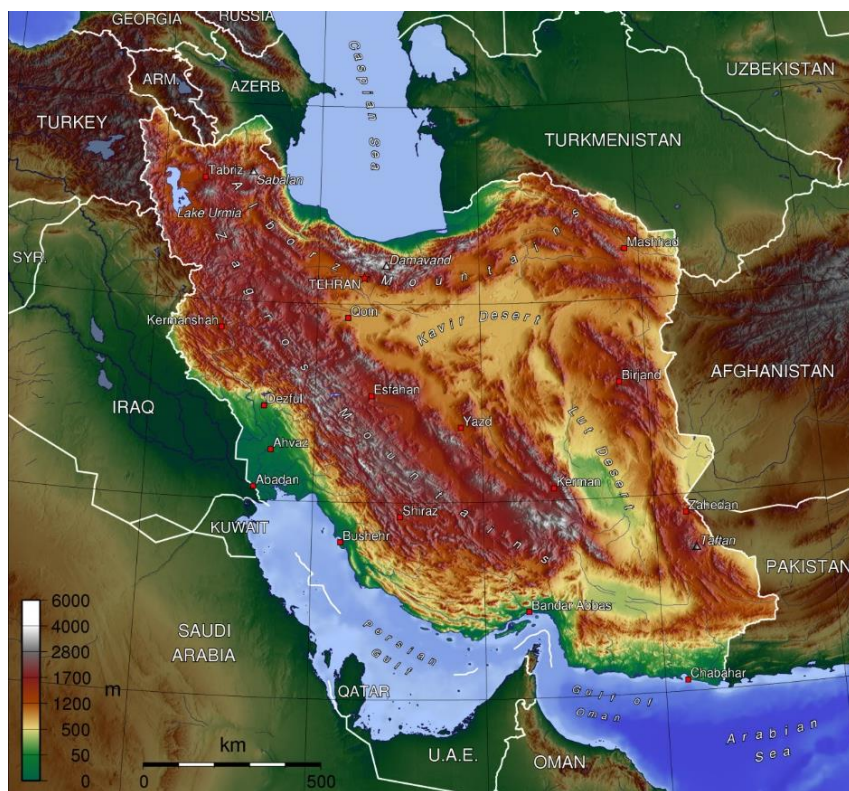 GEORGIA
RUSSIA
ARM.
AZERB.
Caspian Sea
UZBEKISTAN
TURKEY
TURKMENISTAN
Tabriz
Sabalan
Lake Urmia
Alborz Mountains
SYR.
Damavand
Mashhad
TEHRAN
Qom
Kavir Desert
Kermanshah
Zagros Mountains
AFGHANISTAN
Birjand
Esfahan
IRAQ
Dezful
Yazd
Lut Desert
Ahvaz
Abadan
Kerman
Zahedan
Shiraz
KUWAIT
Bushehr
Taftan
PAKISTAN
Bandar Abbas
6000
4000
2800
1700
500
50
0
m
SAUDI
ARABIA
Persian
Gulf
Chabahar
QATAR
Gulf of
Oman
Arabian
Sea
km
0
500
U.A.E.
OMAN